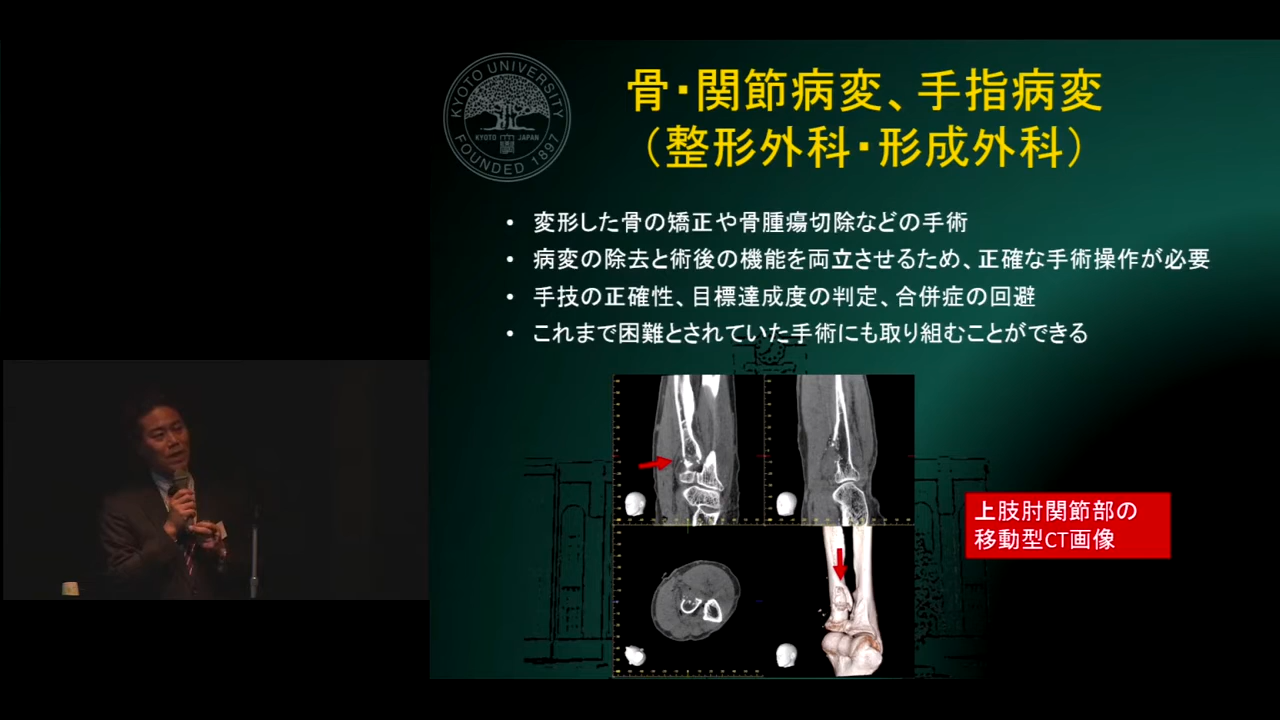 KYOTO UNIVERSITY
KYOTO JAPAN
FOUNDED 1897
骨・関節病変、手指病変
（整形外科・形成外科）
• 変形した骨の矯正や骨腫瘍切除などの手術
• 病変の除去と術後の機能を両立させるため、正確な手術操作が必要
• 手技の正確性、目標達成度の判定、合併症の回避
• これまで困難とされていた手術にも取り組むことができる
上肢肘関節部の
移動型CT画像